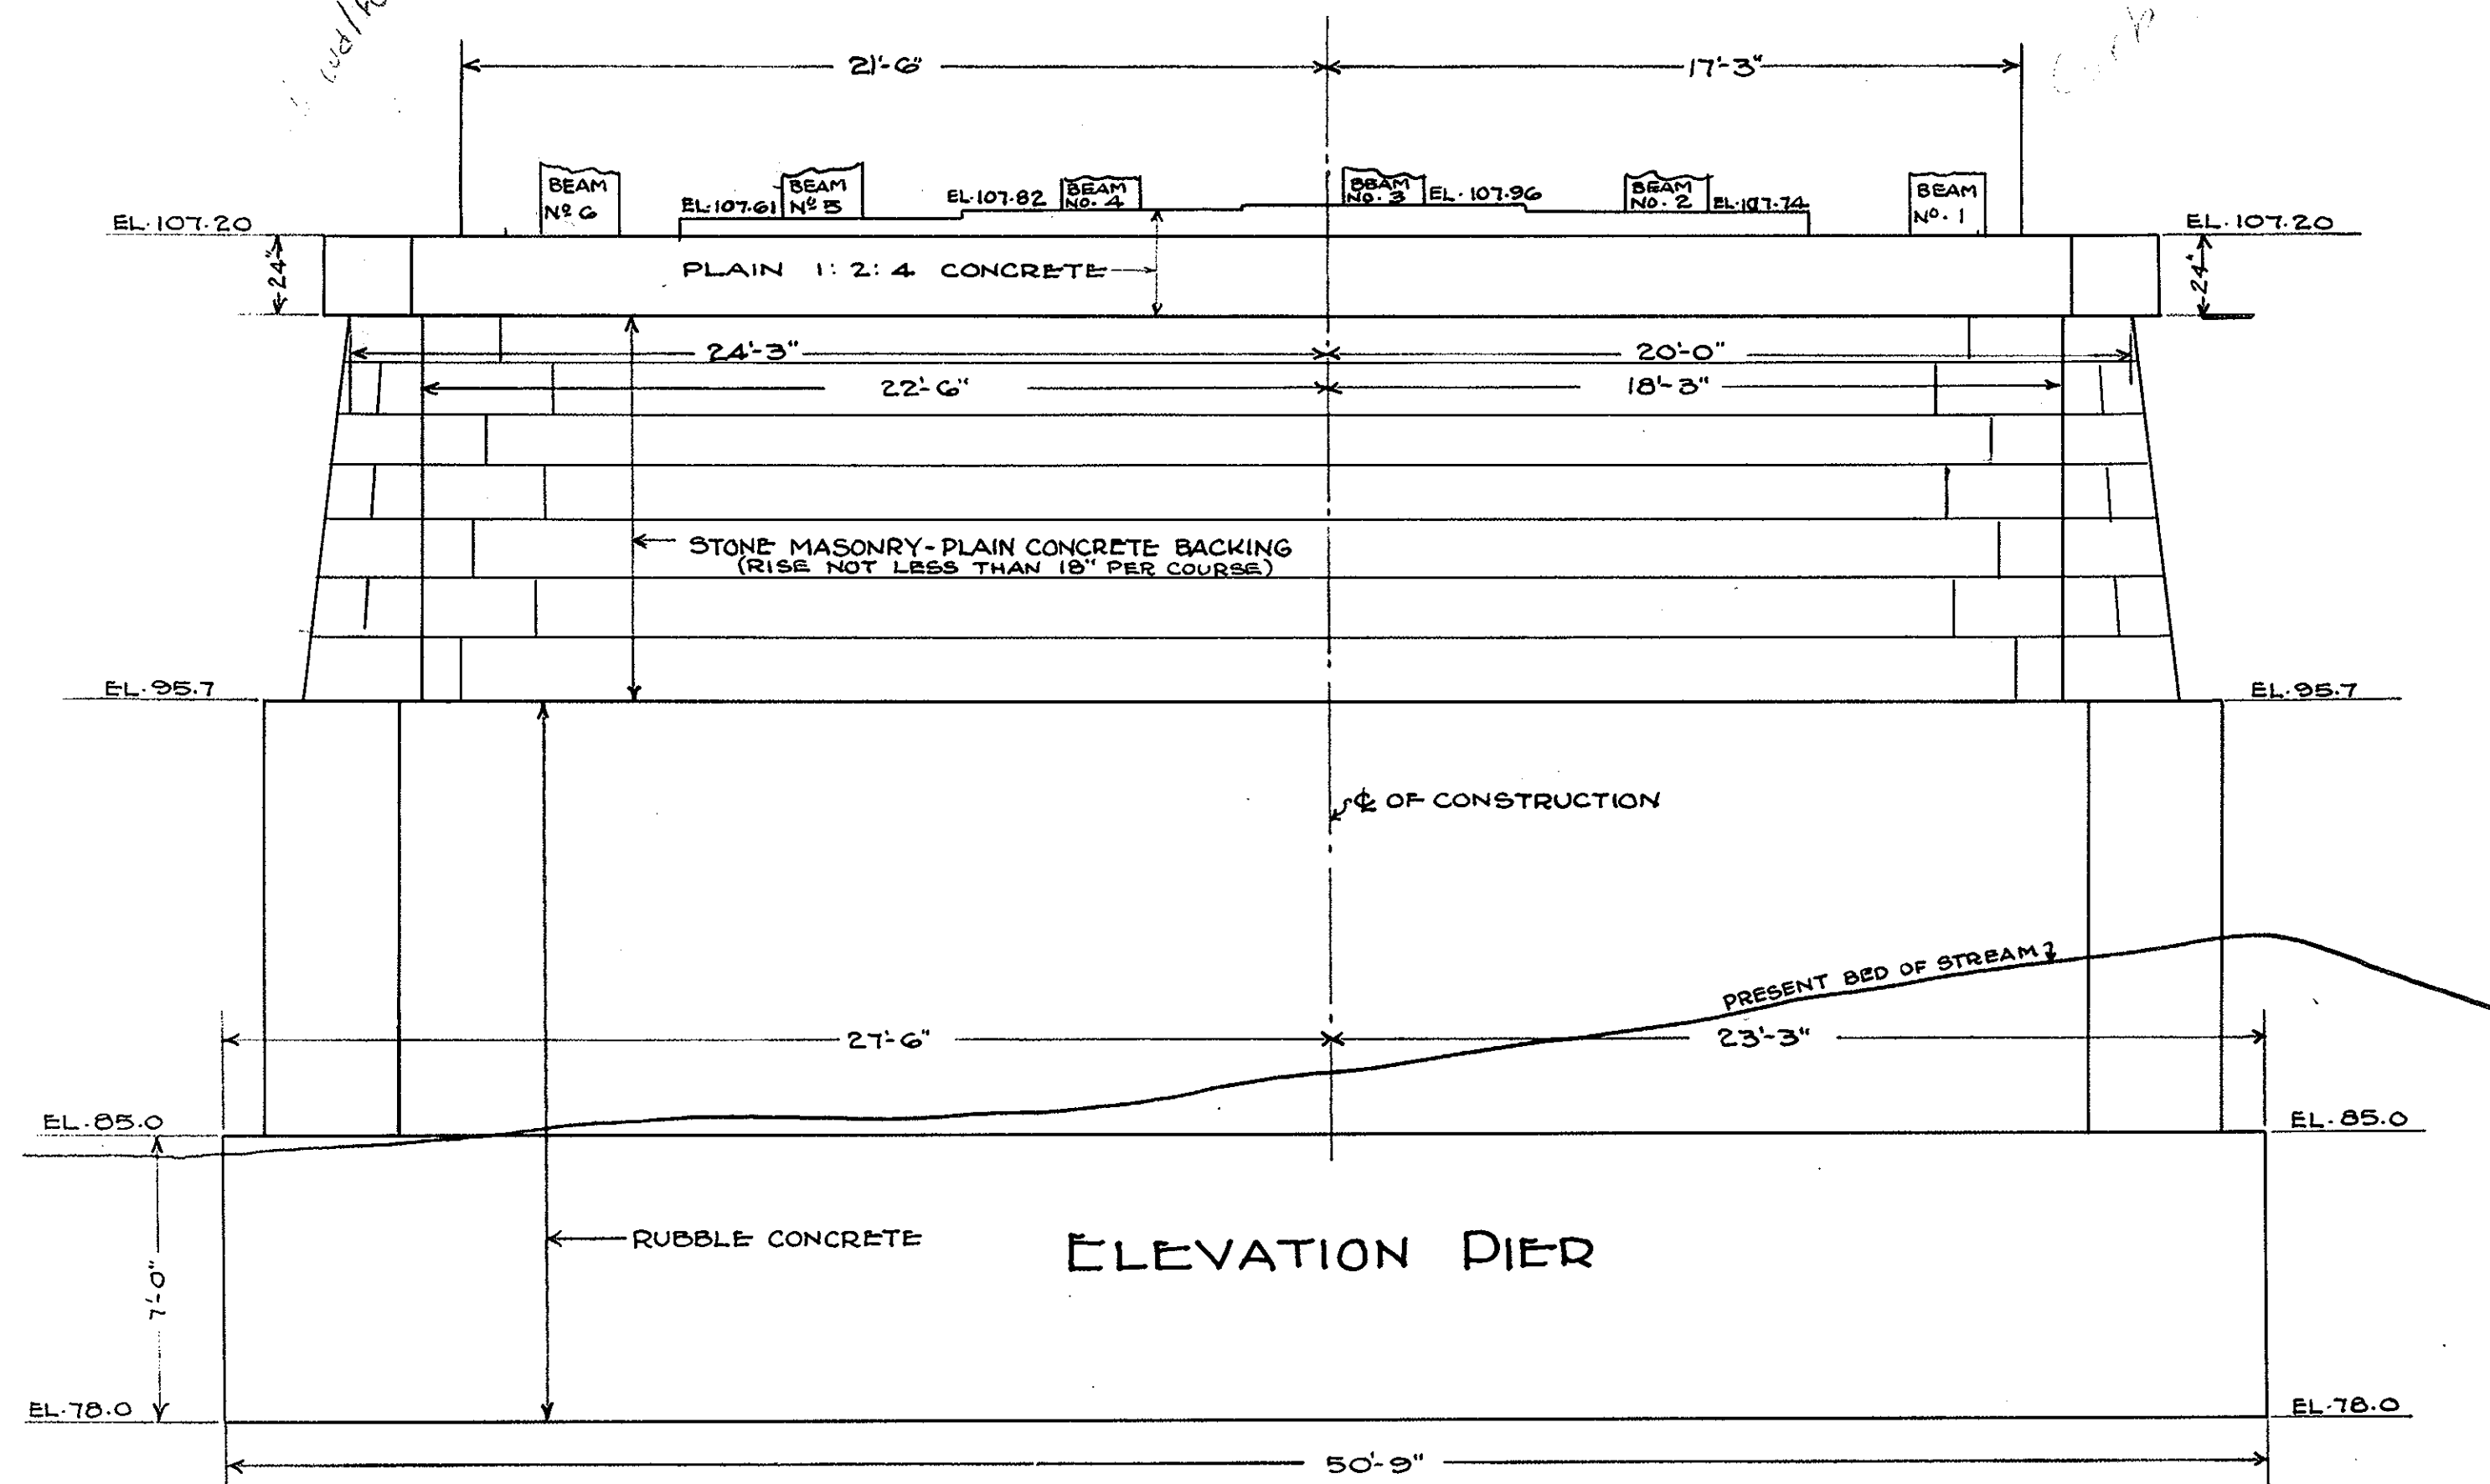 21'-6"
17'-3"
BEAM
Nº 6
EL·107.61
BEAM
Nº 5
EL·107.82
BEAM
NO. 4
BEAM
NO. 3
EL·107.96
BEAM
NO. 2
EL·107.74
BEAM
Nº. 1
EL·107.20
EL·107.20
24"
PLAIN 1:2:4 CONCRETE
24"
24'-3"
20'-0"
22'-6"
18'-3"
STONE MASONRY-PLAIN CONCRETE BACKING
(RISE NOT LESS THAN 18" PER COURSE)
EL·95.7
EL·95.7
℄ OF CONSTRUCTION
PRESENT BED OF STREAM
27'-6"
23'-3"
EL·85.0
EL·85.0
7'-0"
RUBBLE CONCRETE
ELEVATION PIER
EL·78.0
EL·78.0
50'-9"